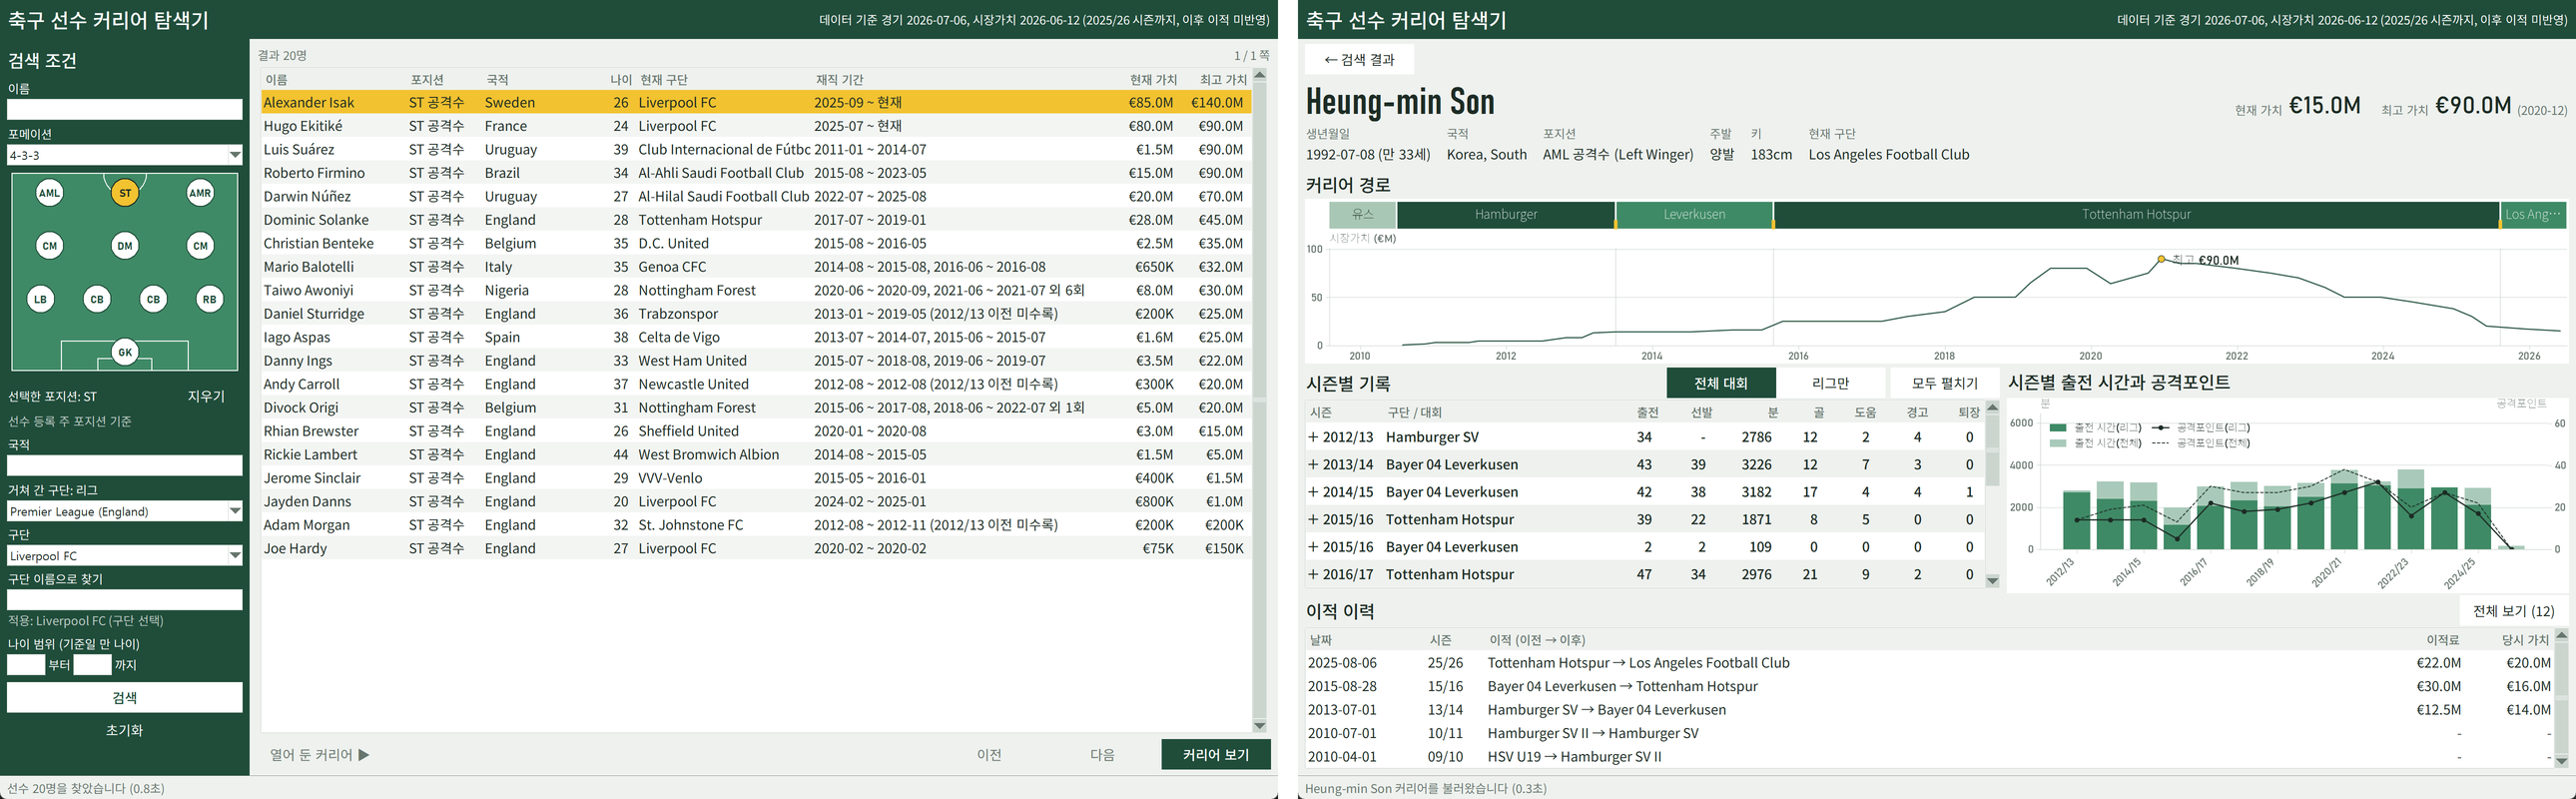 축구 선수 커리어 탐색기
데이터 기준 경기 2026-07-06, 시장가치 2026-06-12 (2025/26 시즌까지, 이후 이적 미반영)
검색 조건
이름
포메이션
4-3-3
AML ST AMR
CM DM CM
LB CB CB RB
GK
선택한 포지션: ST 지우기
선수 등록 주 포지션 기준
국적
거쳐 간 구단: 리그
Premier League (England)
구단
Liverpool FC
구단 이름으로 찾기
적용: Liverpool FC (구단 선택)
나이 범위 (기준일 만 나이)
부터 까지
검색
초기화
결과 20명 1 / 1 쪽
이름 포지션 국적 나이 현재 구단 재직 기간 현재 가치 최고 가치
Alexander Isak ST 공격수 Sweden 26 Liverpool FC 2025-09 ~ 현재 €85.0M €140.0M
Hugo Ekitiké ST 공격수 France 24 Liverpool FC 2025-07 ~ 현재 €80.0M €90.0M
Luis Suárez ST 공격수 Uruguay 39 Club Internacional de Fútbc 2011-01 ~ 2014-07 €1.5M €90.0M
Roberto Firmino ST 공격수 Brazil 34 Al-Ahli Saudi Football Club 2015-08 ~ 2023-05 €15.0M €90.0M
Darwin Núñez ST 공격수 Uruguay 27 Al-Hilal Saudi Football Club 2022-07 ~ 2025-08 €20.0M €70.0M
Dominic Solanke ST 공격수 England 28 Tottenham Hotspur 2017-07 ~ 2019-01 €28.0M €45.0M
Christian Benteke ST 공격수 Belgium 35 D.C. United 2015-08 ~ 2016-05 €2.5M €35.0M
Mario Balotelli ST 공격수 Italy 35 Genoa CFC 2014-08 ~ 2015-08, 2016-06 ~ 2016-08 €650K €32.0M
Taiwo Awoniyi ST 공격수 Nigeria 28 Nottingham Forest 2020-06 ~ 2020-09, 2021-06 ~ 2021-07 외 6회 €8.0M €30.0M
Daniel Sturridge ST 공격수 England 36 Trabzonspor 2013-01 ~ 2019-05 (2012/13 이전 미수록) €200K €25.0M
Iago Aspas ST 공격수 Spain 38 Celta de Vigo 2013-07 ~ 2014-07, 2015-06 ~ 2015-07 €1.6M €25.0M
Danny Ings ST 공격수 England 33 West Ham United 2015-07 ~ 2018-08, 2019-06 ~ 2019-07 €3.5M €22.0M
Andy Carroll ST 공격수 England 37 Newcastle United 2012-08 ~ 2012-08 (2012/13 이전 미수록) €300K €20.0M
Divock Origi ST 공격수 Belgium 31 Nottingham Forest 2015-06 ~ 2017-08, 2018-06 ~ 2022-07 외 1회 €5.0M €20.0M
Rhian Brewster ST 공격수 England 26 Sheffield United 2020-01 ~ 2020-08 €3.0M €15.0M
Rickie Lambert ST 공격수 England 44 West Bromwich Albion 2014-08 ~ 2015-05 €1.5M €5.0M
Jerome Sinclair ST 공격수 England 29 VVV-Venlo 2015-05 ~ 2016-01 €400K €1.5M
Jayden Danns ST 공격수 England 20 Liverpool FC 2024-02 ~ 2025-01 €800K €1.0M
Adam Morgan ST 공격수 England 32 St. Johnstone FC 2012-08 ~ 2012-11 (2012/13 이전 미수록) €200K €200K
Joe Hardy ST 공격수 England 27 Liverpool FC 2020-02 ~ 2020-02 €75K €150K
열어 둔 커리어 ▶ 이전 다음 커리어 보기
선수 20명을 찾았습니다 (0.8초)
축구 선수 커리어 탐색기
데이터 기준 경기 2026-07-06, 시장가치 2026-06-12 (2025/26 시즌까지, 이후 이적 미반영)
← 검색 결과
Heung-min Son
현재 가치 €15.0M 최고 가치 €90.0M (2020-12)
생년월일 국적 포지션 주발 키 현재 구단
1992-07-08 (만 33세) Korea, South AML 공격수 (Left Winger) 양발 183cm Los Angeles Football Club
커리어 경로
유스 Hamburger Leverkusen Tottenham Hotspur Los Ang⋯
시장가치 (€M)
100
최고 €90.0M
50
0
2010 2012 2014 2016 2018 2020 2022 2024 2026
시즌별 기록 전체 대회 리그만 모두 펼치기
시즌 구단 / 대회 출전 선발 분 골 도움 경고 퇴장
+ 2012/13 Hamburger SV 34 - 2786 12 2 4 0
+ 2013/14 Bayer 04 Leverkusen 43 39 3226 12 7 3 0
+ 2014/15 Bayer 04 Leverkusen 42 38 3182 17 4 4 1
+ 2015/16 Tottenham Hotspur 39 22 1871 8 5 0 0
+ 2015/16 Bayer 04 Leverkusen 2 2 109 0 0 0 0
+ 2016/17 Tottenham Hotspur 47 34 2976 21 9 2 0
시즌별 출전 시간과 공격포인트
분 공격포인트
6000 출전 시간(리그) 공격포인트(리그) 60
출전 시간(전체) 공격포인트(전체)
4000 40
2000 20
0 0
2012/13 2014/15 2016/17 2018/19 2020/21 2022/23 2024/25
이적 이력 전체 보기 (12)
날짜 시즌 이적 (이전 → 이후) 이적료 당시 가치
2025-08-06 25/26 Tottenham Hotspur → Los Angeles Football Club €22.0M €20.0M
2015-08-28 15/16 Bayer 04 Leverkusen → Tottenham Hotspur €30.0M €16.0M
2013-07-01 13/14 Hamburger SV → Bayer 04 Leverkusen €12.5M €14.0M
2010-07-01 10/11 Hamburger SV II → Hamburger SV - -
2010-04-01 09/10 HSV U19 → Hamburger SV II - -
Heung-min Son 커리어를 불러왔습니다 (0.3초)